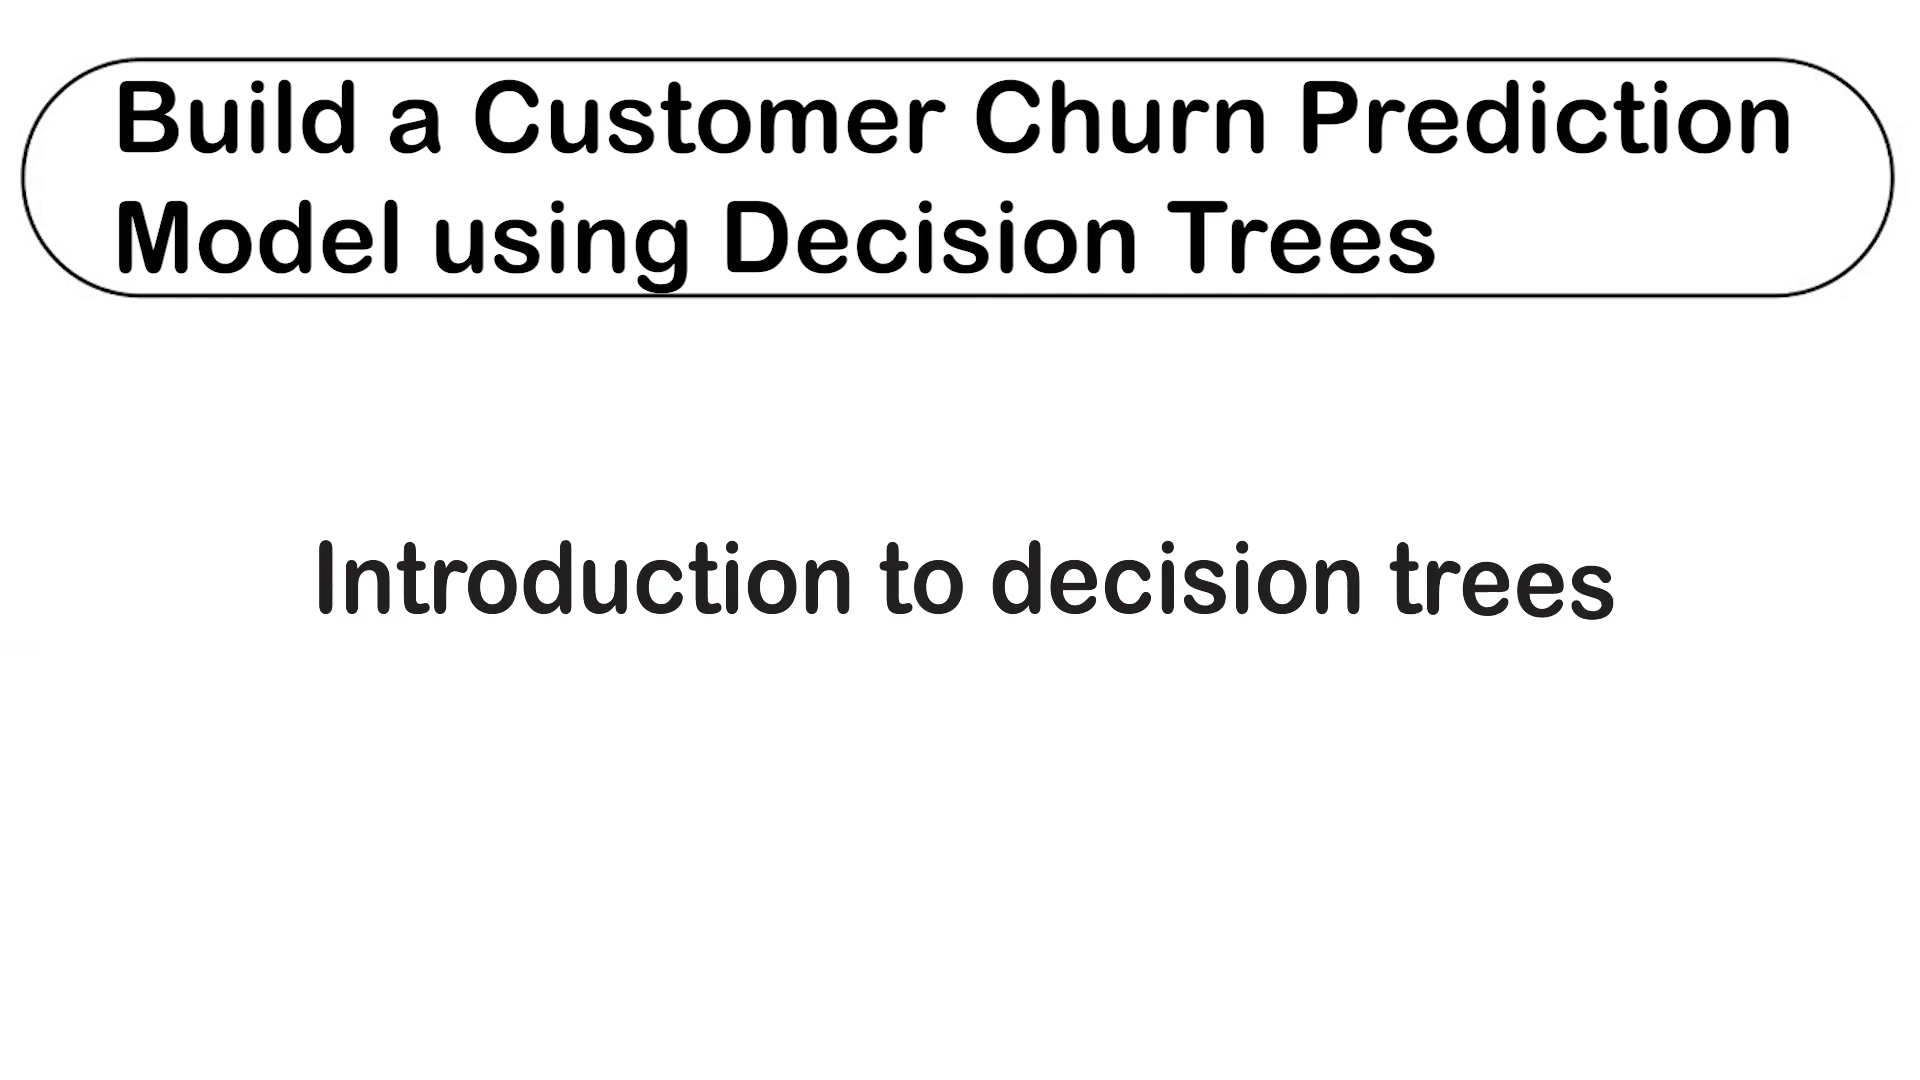 Build a Customer Churn Prediction
Model using Decision Trees
Introduction to decision trees